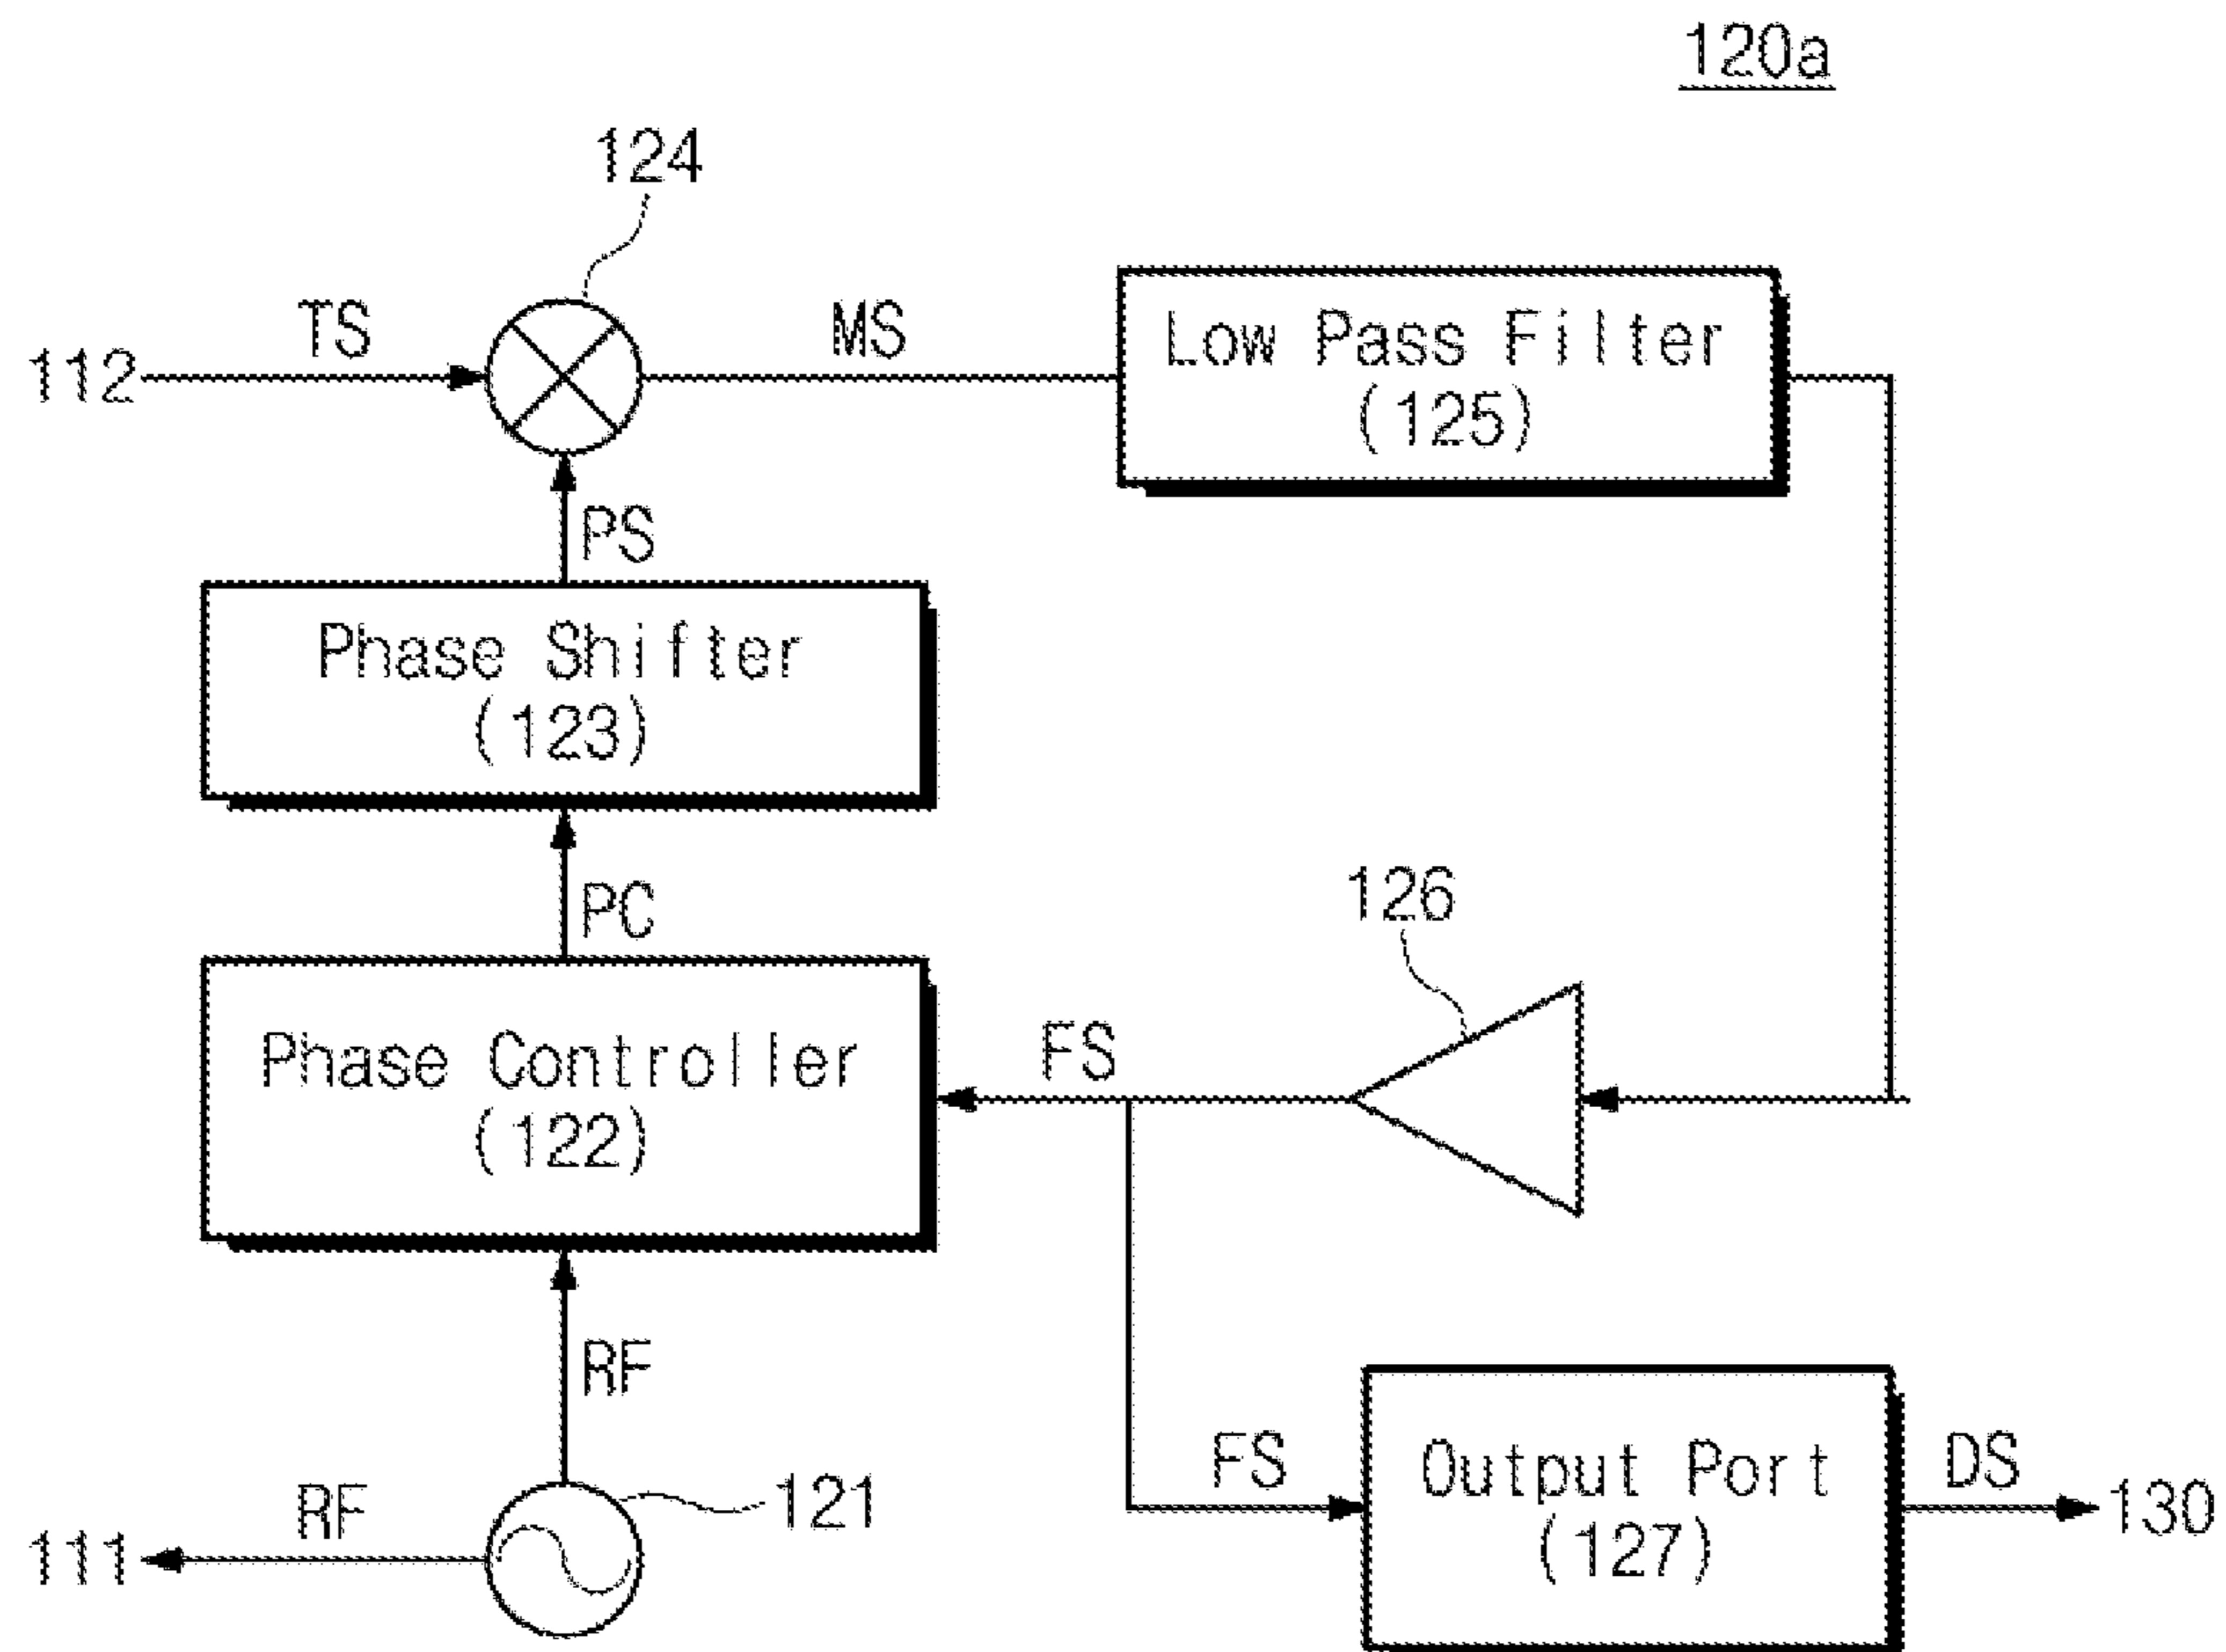 120a
124
112
TS
MS
Low Pass Filter
(125)
PS
Phase Shifter
(123)
PC
126
Phase Controller
(122)
FS
RF
111
RF
121
FS
Output Port
(127)
DS
130